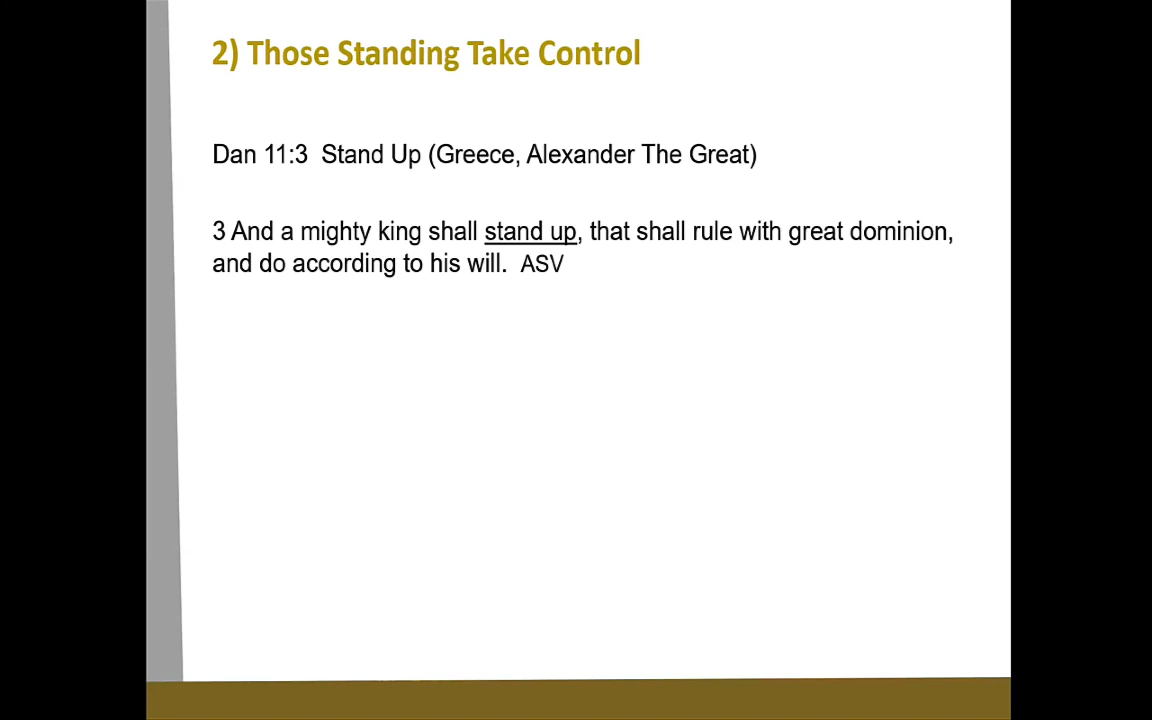 2) Those Standing Take Control
Dan 11:3  Stand Up (Greece, Alexander The Great)
3 And a mighty king shall stand up, that shall rule with great dominion,
and do according to his will.  ASV